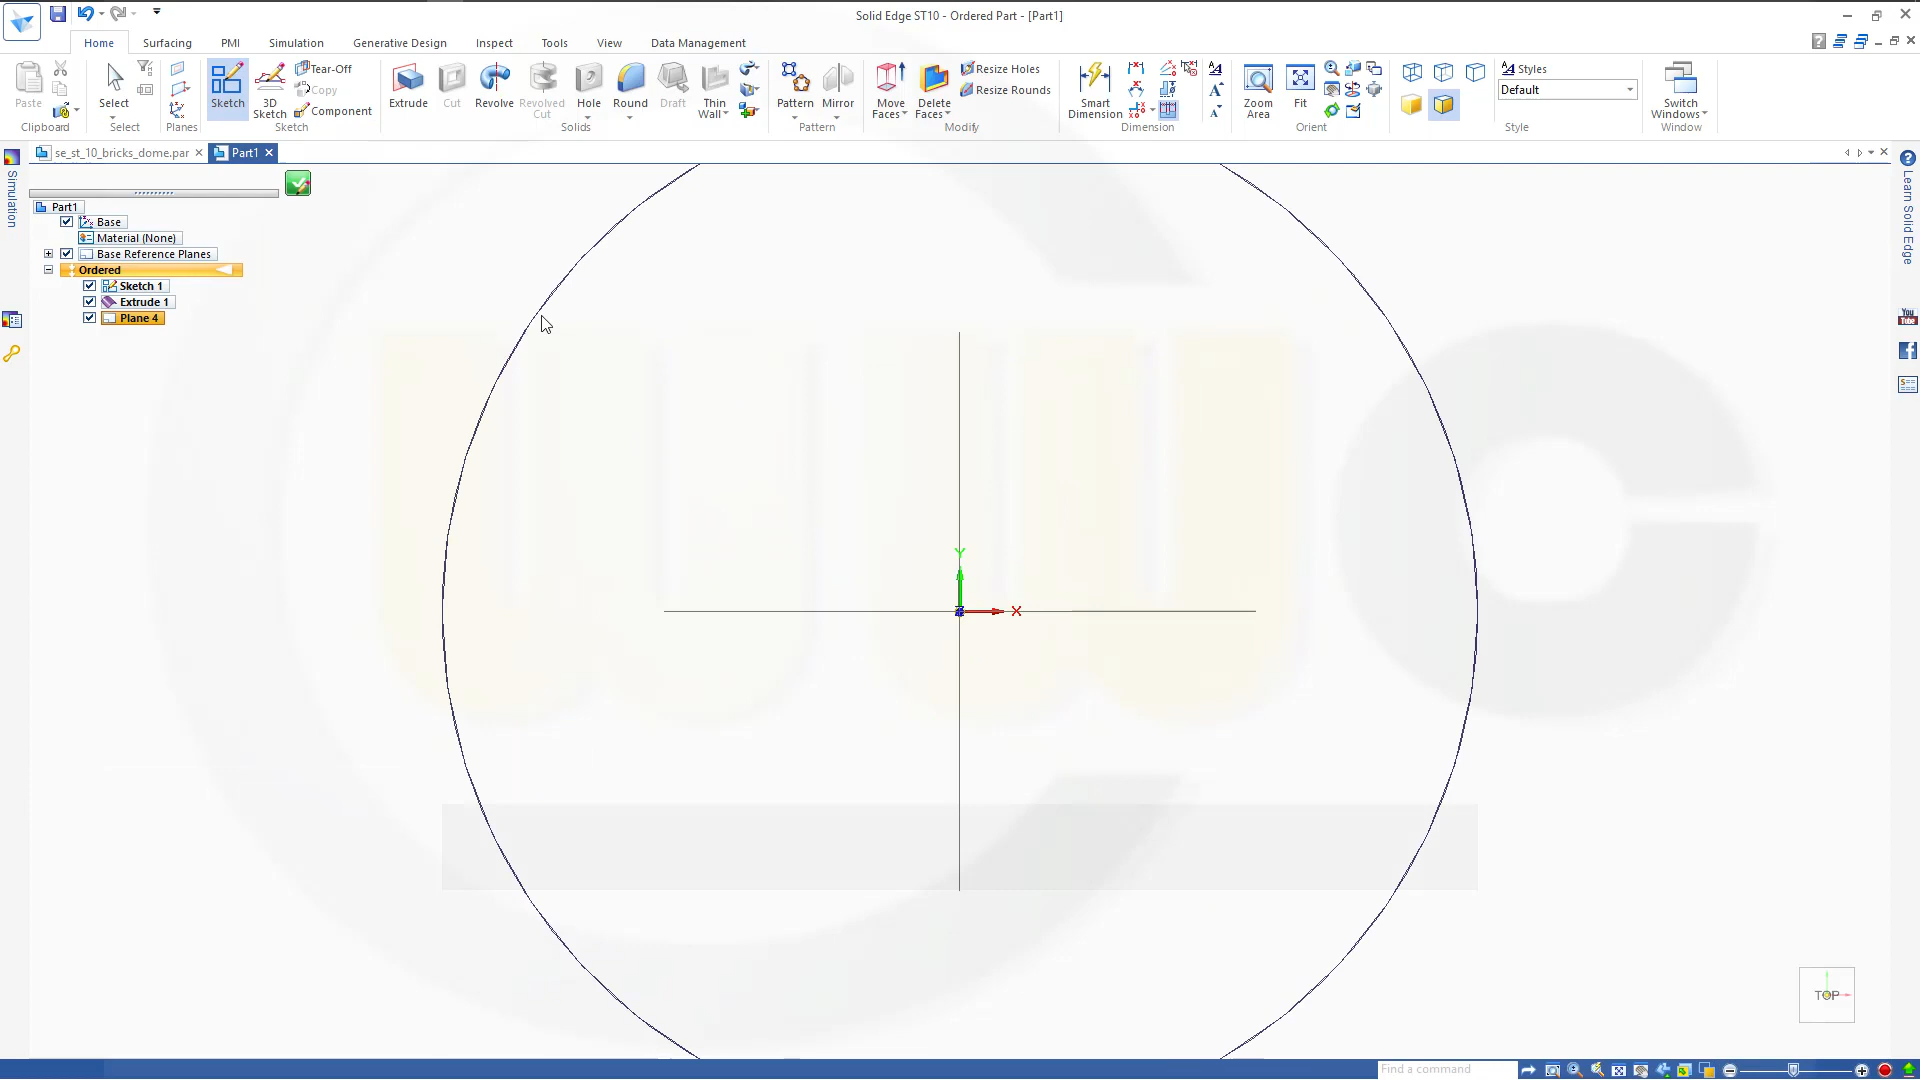 Solid Edge ST10 - Ordered Part - [Part1]
Home Surfacing PMI Simulation Generative Design Inspect Tools View Data Management
Paste
Clipboard
Select
Select
Planes
Sketch
3D
Sketch
Tear-Off
Copy
Component
Sketch
Extrude
Cut
Revolve
Revolved
Cut
Hole
Round
Draft
Thin
Wall
Solids
Pattern
Mirror
Pattern
Move
Faces
Delete
Faces
Resize Holes
Resize Rounds
Modify
Smart
Dimension
Dimension
Zoom
Area
Fit
Orient
Styles
Default
Style
Switch
Windows
Window
se_st_10_bricks_dome.par
Part1
Simulation
Part1
Base
Material (None)
Base Reference Planes
Ordered
Sketch 1
Extrude 1
Plane 4
Y
X
TOP
Learn Solid Edge
You
Tube
Find a command